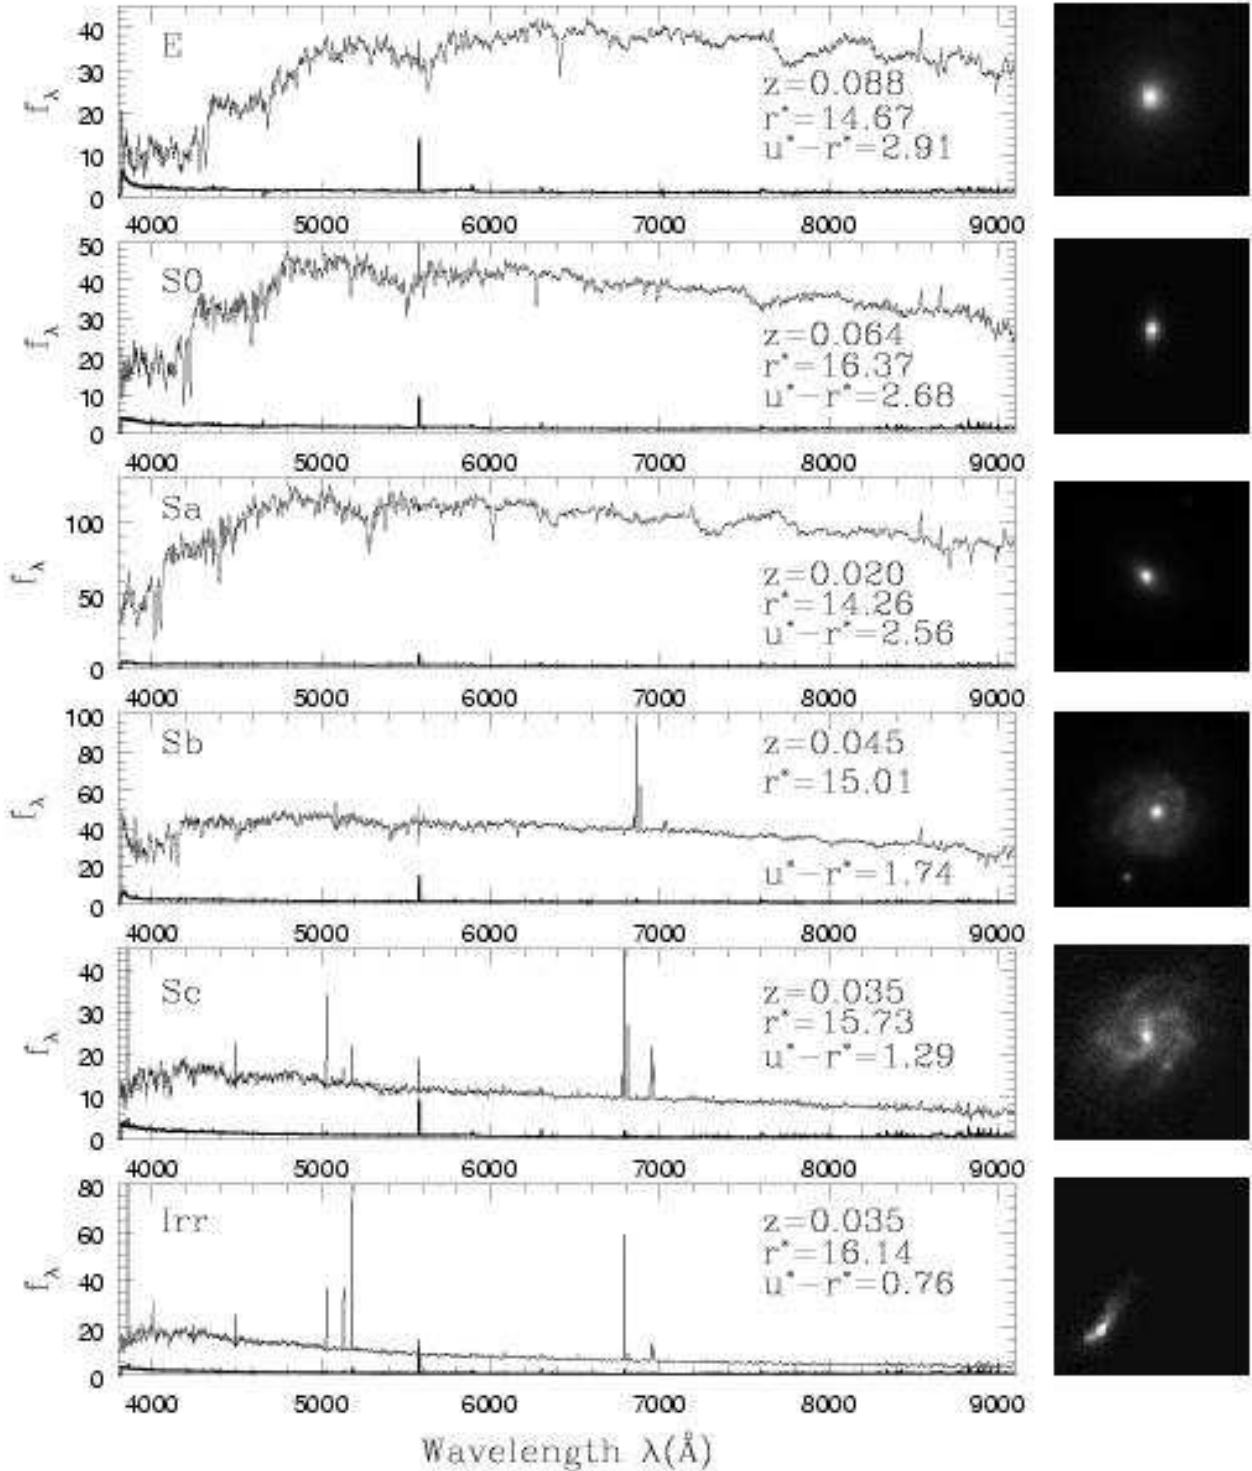 40
30
20
10
0
f_λ
E
z=0.088
r*=14.67
u*-r*=2.91
4000 5000 6000 7000 8000 9000
50
40
30
20
10
0
f_λ
S0
z=0.064
r*=16.37
u*-r*=2.68
4000 5000 6000 7000 8000 9000
100
50
0
f_λ
Sa
z=0.020
r*=14.26
u*-r*=2.56
4000 5000 6000 7000 8000 9000
100
80
60
40
20
0
f_λ
Sb
z=0.045
r*=15.01
u*-r*=1.74
4000 5000 6000 7000 8000 9000
40
30
20
10
0
f_λ
Sc
z=0.035
r*=15.73
u*-r*=1.29
4000 5000 6000 7000 8000 9000
80
60
40
20
0
f_λ
Irr
z=0.035
r*=16.14
u*-r*=0.76
4000 5000 6000 7000 8000 9000
Wavelength λ(Å)